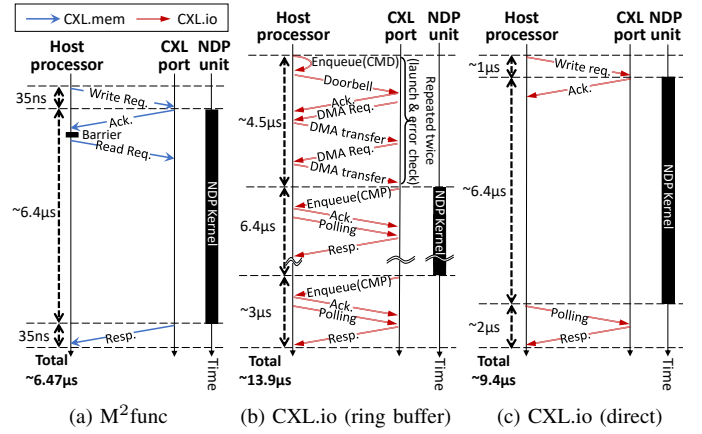 CXL.mem
CXL.io
Host processor
CXL port
NDP unit
35ns
Write Req.
Ack.
Barrier
Read Req.
~6.4µs
NDP Kernel
35ns
Resp.
Total
~6.47µs
Time
(a) M²func
Host processor
CXL port
NDP unit
Enqueue(CMD)
Doorbell
Ack.
DMA Req.
DMA transfer
DMA Req.
DMA transfer
Repeated twice
(launch & error check)
~4.5µs
Enqueue(CMP)
Ack.
Polling
Resp.
6.4µs
NDP Kernel
Enqueue(CMP)
Ack.
Polling
Resp.
~3µs
Total
~13.9µs
Time
(b) CXL.io (ring buffer)
Host processor
CXL port
NDP unit
~1µs
Write req.
Ack.
~6.4µs
NDP Kernel
Polling
~2µs
Resp.
Total
~9.4µs
Time
(c) CXL.io (direct)